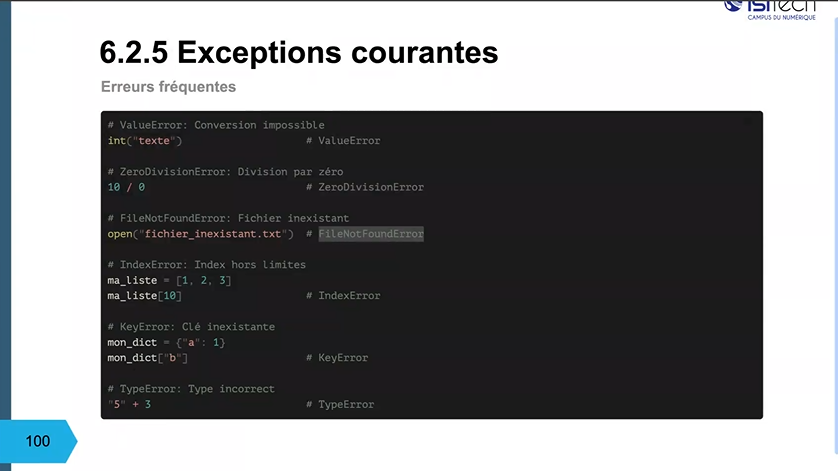 ISITECH
CAMPUS DU NUMÉRIQUE
6.2.5 Exceptions courantes
Erreurs fréquentes
# ValueError: Conversion impossible
int("texte") # ValueError
# ZeroDivisionError: Division par zéro
10 / 0 # ZeroDivisionError
# FileNotFoundError: Fichier inexistant
open("fichier_inexistant.txt") # FileNotFoundError
# IndexError: Index hors limites
ma_liste = [1, 2, 3]
ma_liste[10] # IndexError
# KeyError: Clé inexistante
mon_dict = {"a": 1}
mon_dict["b"] # KeyError
# TypeError: Type incorrect
"5" + 3 # TypeError
100